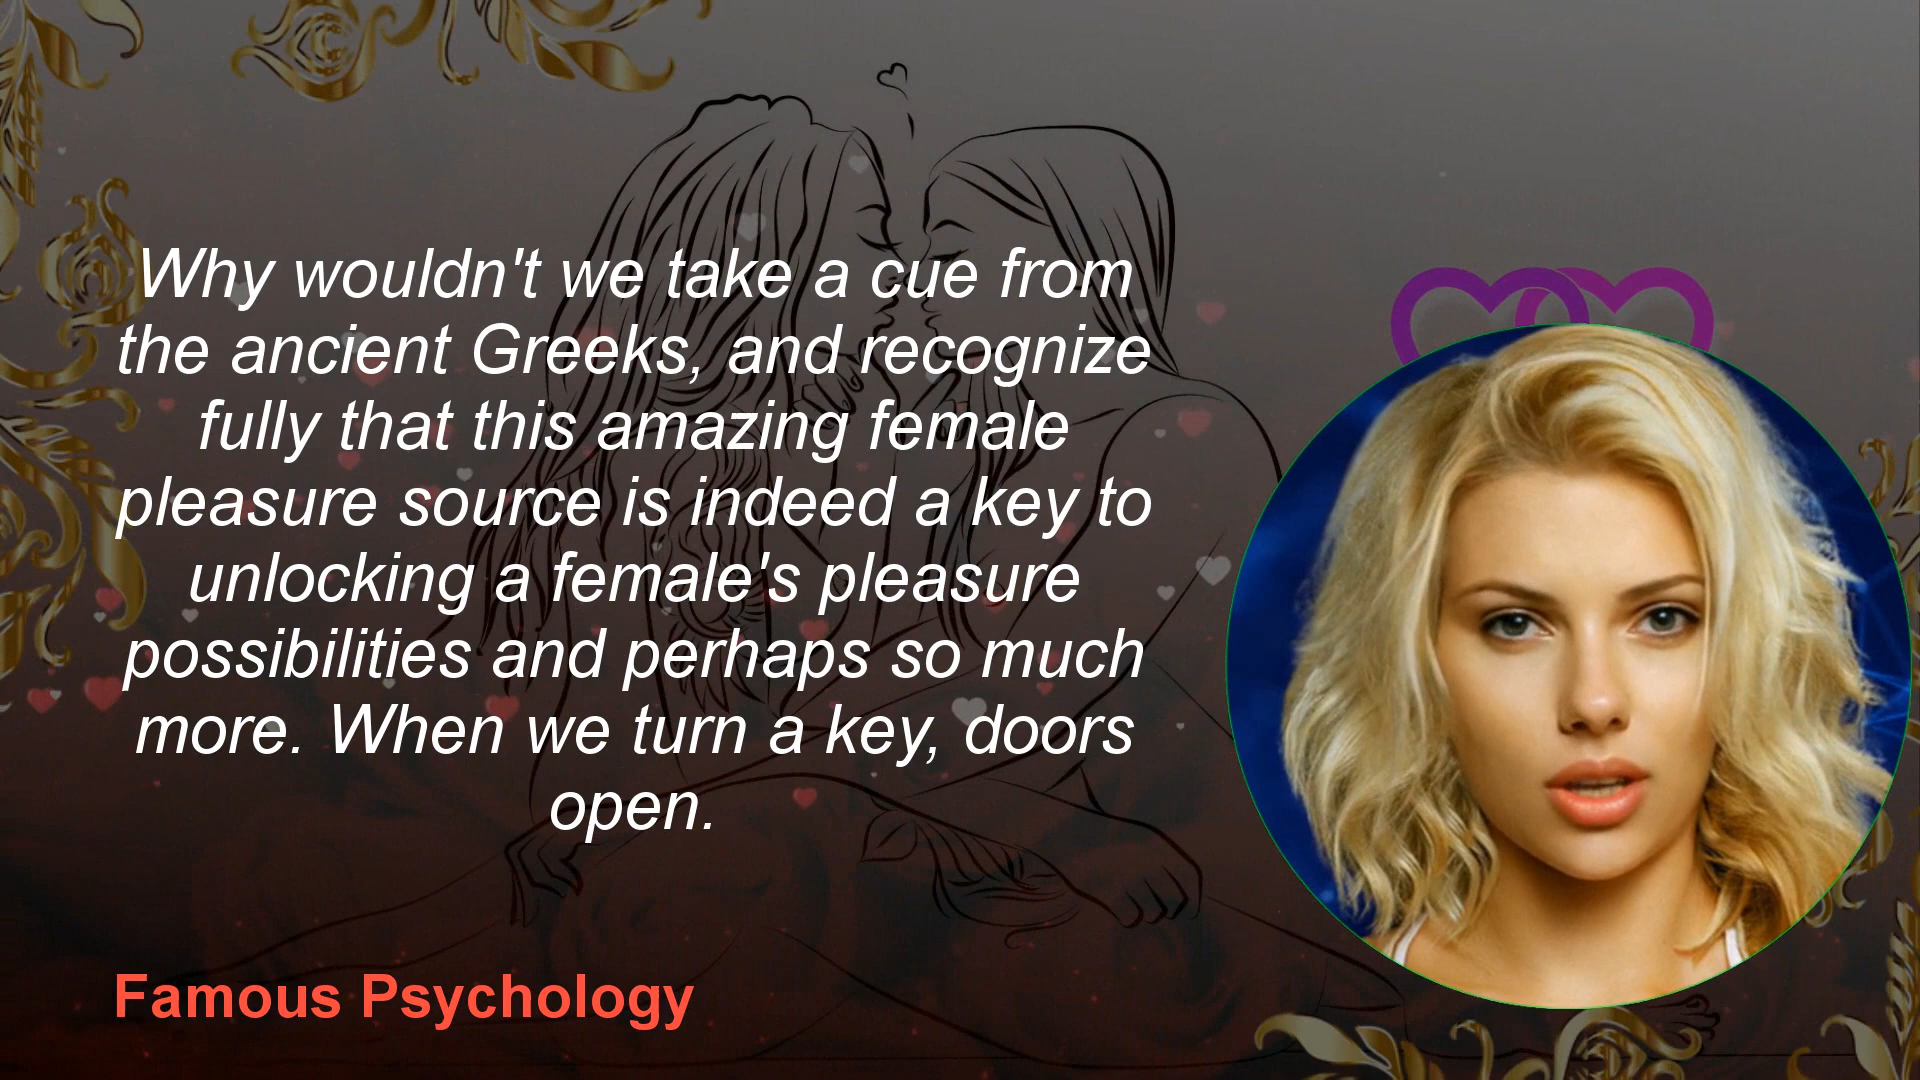 Why wouldn't we take a cue from
the ancient Greeks, and recognize
fully that this amazing female
pleasure source is indeed a key to
unlocking a female's pleasure
possibilities and perhaps so much
more. When we turn a key, doors
open.
Famous Psychology